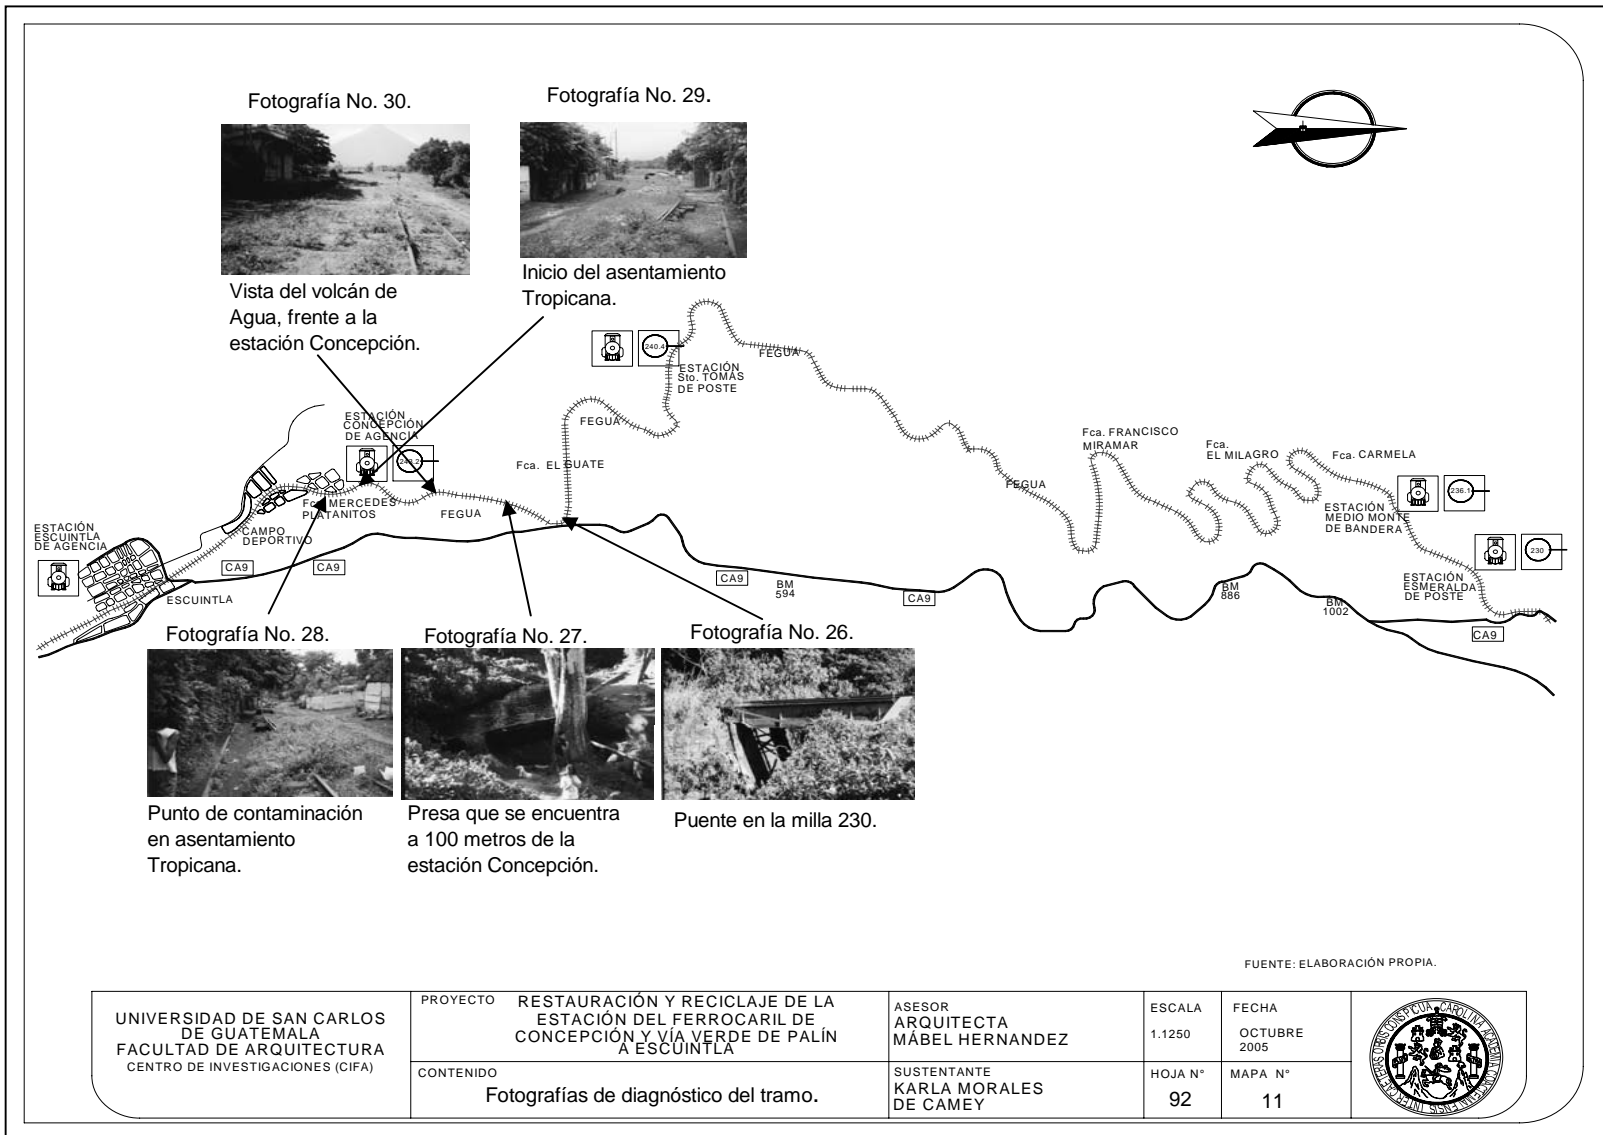 Fotografía No. 30.
Fotografía No. 29.
Vista del volcán de
Agua, frente a la
estación Concepción.
Inicio del asentamiento
Tropicana.
240.4
ESTACIÓN
Sto. TOMÁS
DE POSTE
FEGUA
FEGUA
Fca. EL GUATE
ESTACIÓN
CONCEPCIÓN
DE AGENCIA
Fca. MERCEDES
PLATANITOS
FEGUA
CAMPO
DEPORTIVO
ESTACIÓN
ESCUINTLA
DE AGENCIA
ESCUINTLA
CA9
CA9
CA9
BM
594
CA9
FEGUA
Fca. FRANCISCO
MIRAMAR
Fca.
EL MILAGRO
Fca. CARMELA
236.1
ESTACIÓN
MEDIO MONTE
DE BANDERA
230
ESTACIÓN
ESMERALDA
DE POSTE
BM
886
BM
1002
CA9
Fotografía No. 28.
Fotografía No. 27.
Fotografía No. 26.
Punto de contaminación
en asentamiento
Tropicana.
Presa que se encuentra
a 100 metros de la
estación Concepción.
Puente en la milla 230.
FUENTE: ELABORACIÓN PROPIA.
UNIVERSIDAD DE SAN CARLOS
DE GUATEMALA
FACULTAD DE ARQUITECTURA
CENTRO DE INVESTIGACIONES (CIFA)
PROYECTO
RESTAURACIÓN Y RECICLAJE DE LA
ESTACIÓN DEL FERROCARIL DE
CONCEPCIÓN Y VÍA VERDE DE PALÍN
A ESCUINTLA
CONTENIDO
Fotografías de diagnóstico del tramo.
ASESOR
ARQUITECTA
MÁBEL HERNANDEZ
SUSTENTANTE
KARLA MORALES
DE CAMEY
ESCALA
1.1250
FECHA
OCTUBRE
2005
HOJA N°
92
MAPA N°
11